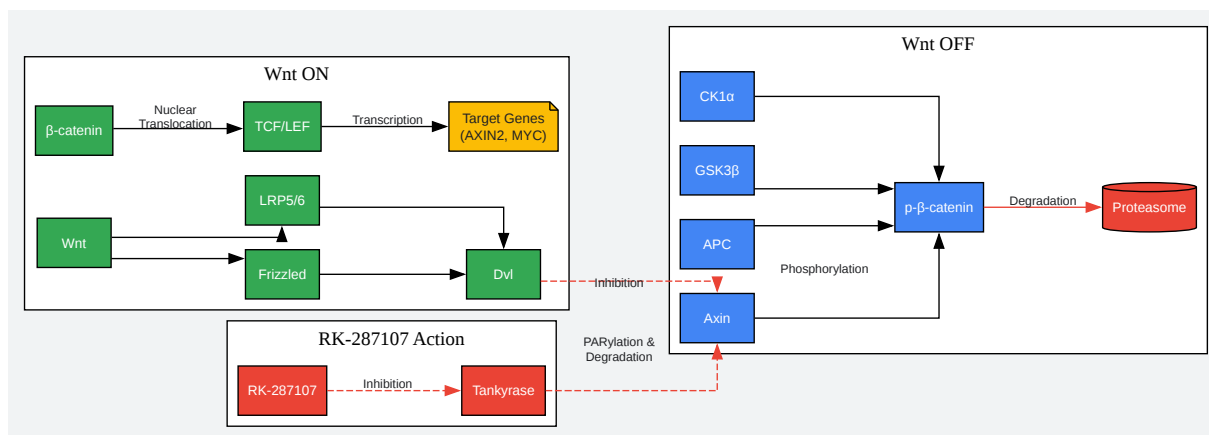 Wnt ON
β-catenin
Nuclear
Translocation
TCF/LEF
Transcription
Target Genes
(AXIN2, MYC)
LRP5/6
Wnt
Frizzled
Dvl
Inhibition
Wnt OFF
CK1α
GSK3β
APC
Axin
Phosphorylation
p-β-catenin
Degradation
Proteasome
RK-287107 Action
RK-287107
Inhibition
Tankyrase
PARylation &
Degradation